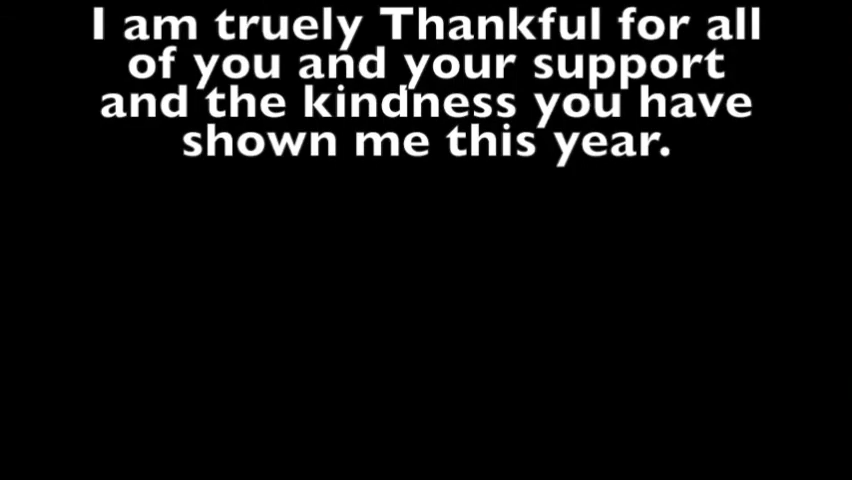 I am truely Thankful for all
of you and your support
and the kindness you have
shown me this year.